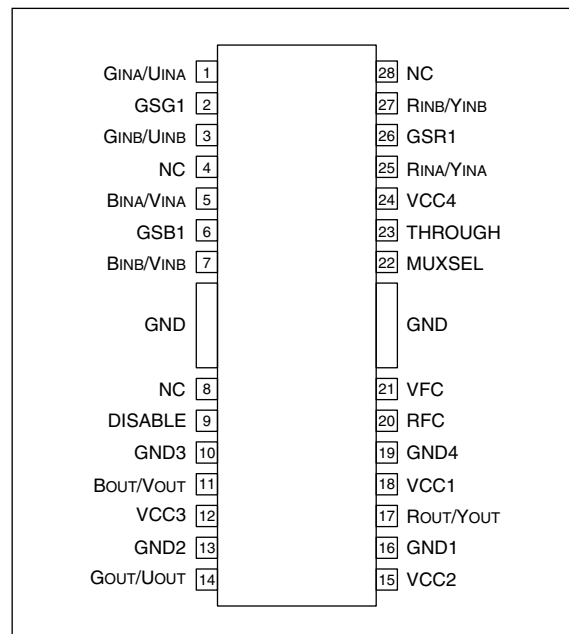 GINA/UINA 1 28 NC
GSG1 2 27 RINB/YINB
GINB/UINB 3 26 GSR1
NC 4 25 RINA/YINA
BINA/VINA 5 24 VCC4
GSB1 6 23 THROUGH
BINB/VINB 7 22 MUXSEL
GND GND
NC 8 21 VFC
DISABLE 9 20 RFC
GND3 10 19 GND4
BOUT/VOUT 11 18 VCC1
VCC3 12 17 ROUT/YOUT
GND2 13 16 GND1
GOUT/UOUT 14 15 VCC2